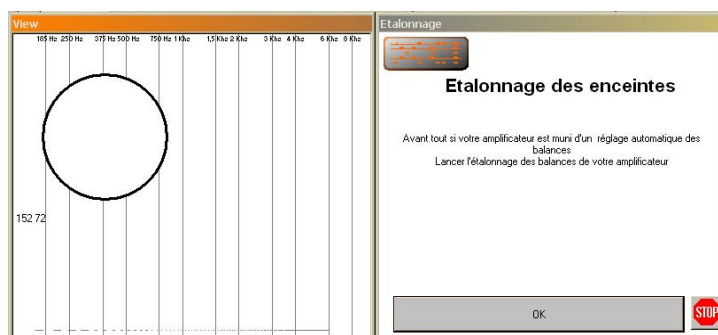 View
185 Hz 250 Hz 375 Hz 500 Hz 750 Hz 1 Khz 1,5 Khz 2 Khz 3 Khz 4 Khz 6 Khz 8 Khz
152 72
Etalonnage
Etalonnage des enceintes
Avant tout si votre amplificateur est muni d'un réglage automatique des
balances
Lancer l'étalonnage des balances de votre amplificateur
OK
STOP